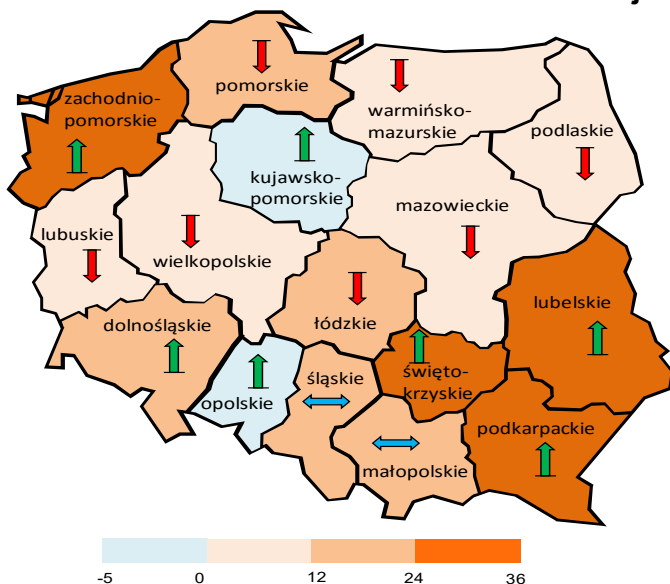 pomorskie
zachodnio-
pomorskie
warmińsko-
mazurskie
podlaskie
kujawsko-
pomorskie
mazowieckie
lubuskie
wielkopolskie
lubelskie
dolnośląskie
łódzkie
święto-
krzyskie
śląskie
opolskie
podkarpackie
małopolskie
-5 0 12 24 36